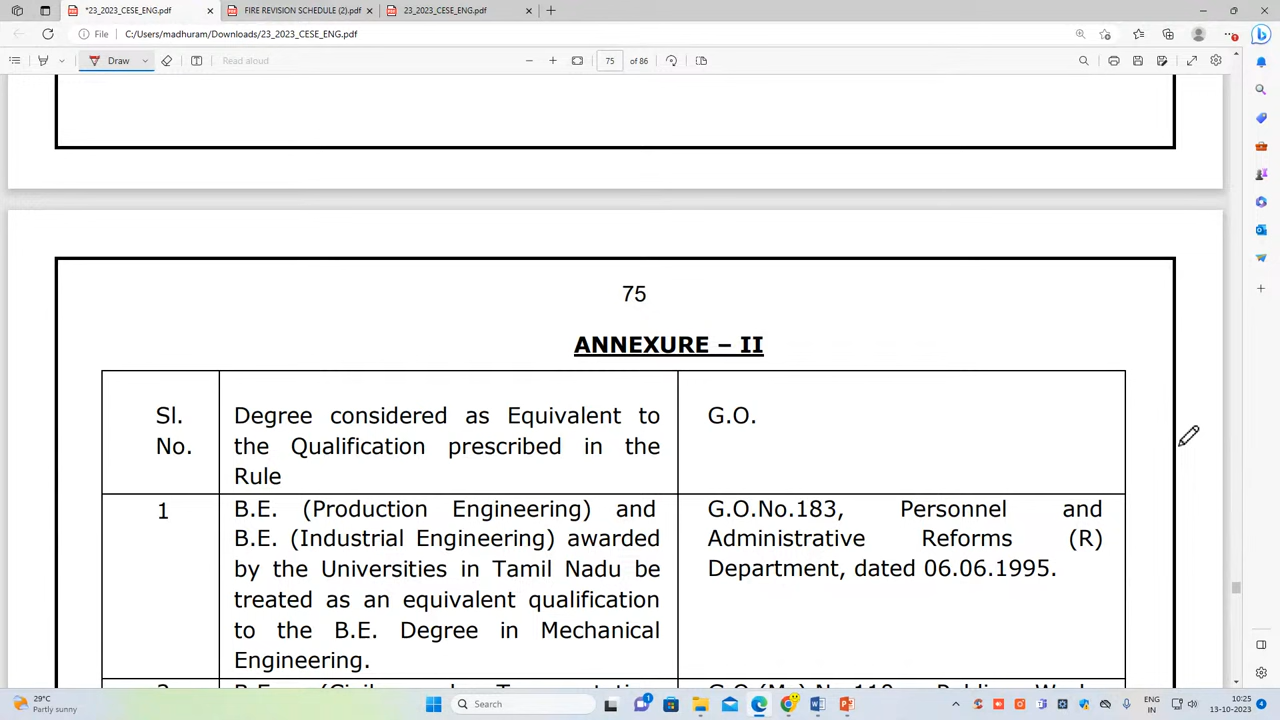 *23_2023_CESE_ENG.pdf
FIRE REVISION SCHEDULE (2).pdf
23_2023_CESE_ENG.pdf
File
C:/Users/madhuram/Downloads/23_2023_CESE_ENG.pdf
Draw
Read aloud
75 of 86
75
ANNEXURE – II
Sl. No.
Degree considered as Equivalent to
the Qualification prescribed in the
Rule
G.O.
1
B.E. (Production Engineering) and
B.E. (Industrial Engineering) awarded
by the Universities in Tamil Nadu be
treated as an equivalent qualification
to the B.E. Degree in Mechanical
Engineering.
G.O.No.183, Personnel and
Administrative Reforms (R)
Department, dated 06.06.1995.
29°C
Partly sunny
Search
ENG
IN
10:25
13-10-2023